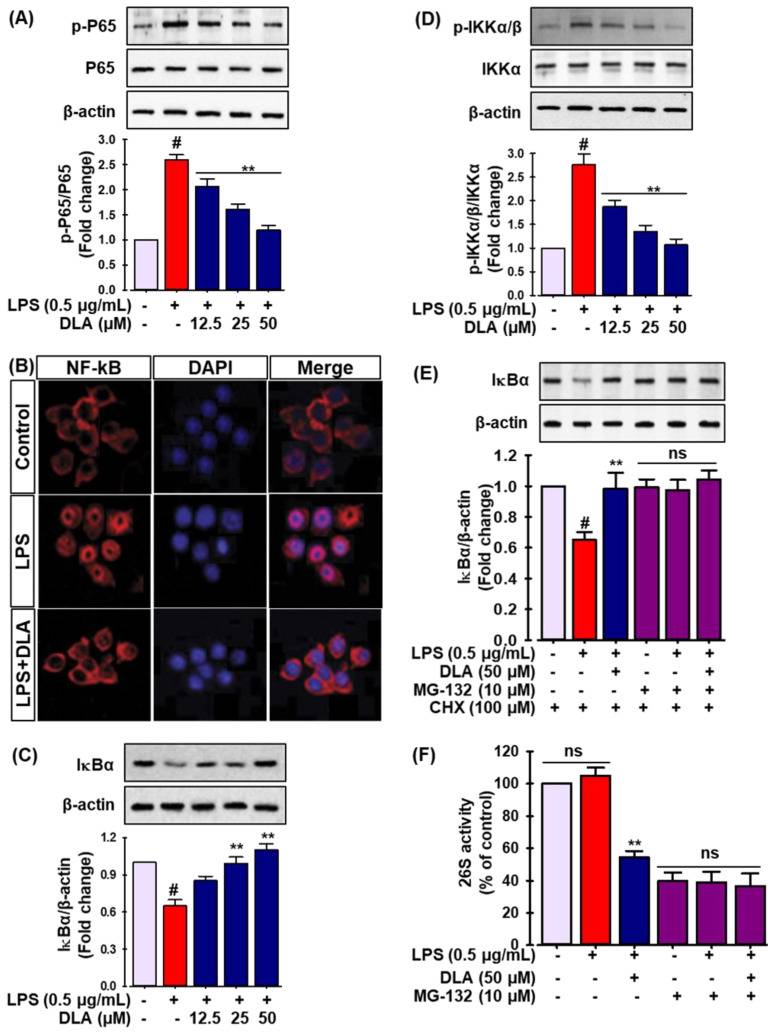 (A)
p-P65
P65
β-actin
3.0
2.5
2.0
1.5
1.0
0.5
0.0
p-P65/P65
(Fold change)
#
**
LPS (0.5 µg/mL) - + + + +
DLA (µM) - - 12.5 25 50
(D)
p-IKKα/β
IKKα
β-actin
3.0
2.5
2.0
1.5
1.0
0.5
0.0
p-IKKα/β/IKKα
(Fold change)
#
**
LPS (0.5 µg/mL) - + + + +
DLA (µM) - - 12.5 25 50
(B)
NF-kB DAPI Merge
Control
LPS
LPS+DLA
(E)
IκBα
β-actin
1.2
1.0
0.8
0.6
0.4
0.2
0.0
IκBα/β-actin
(Fold change)
#
**
ns
LPS (0.5 µg/mL) - + + - + +
DLA (50 µM) - - + - - +
MG-132 (10 µM) - - - + + +
CHX (100 µM) + + + + + +
(C)
IκBα
β-actin
1.2
0.9
0.6
0.3
0.0
IκBα/β-actin
(Fold change)
#
**
**
LPS (0.5 µg/mL) - + + + +
DLA (µM) - - 12.5 25 50
(F)
120
100
80
60
40
20
0
26S activity
(% of control)
ns
**
ns
LPS (0.5 µg/mL) - + + - + +
DLA (50 µM) - - + - - +
MG-132 (10 µM) - - - + + +